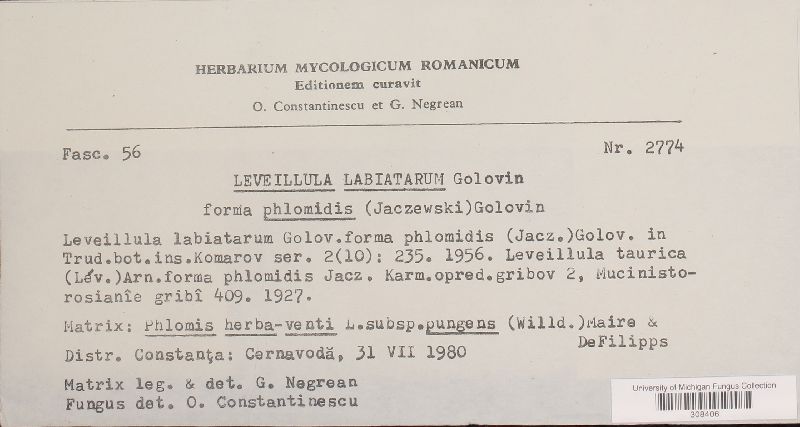 HERBARIUM MYCOLOGICUM ROMANICUM
Editionem curavit
O. Constantinescu et G. Negrean
Fasc. 56
Nr. 2774
LEVEILLULA LABIATARUM Golovin
forma phlomidis (Jaczewski)Golovin
Leveillula labiatarum Golov.forma phlomidis (Jacz.)Golov. in
Trud.bot.ins.Komarov ser. 2(10): 235. 1956. Leveillula taurica
(Lév.)Arn.forma phlomidis Jacz. Karm.opred.gribov 2, Mucinisto-
rosianîe gribî 409. 1927.
Matrix: Phlomis herba-venti L.subsp.pungens (Willd.)Maire &
DeFilipps
Distr. Constanţa: Cernavodă, 31 VII 1980
Matrix leg. & det. G. Negrean
Fungus det. O. Constantinescu
University of Michigan Fungus Collection
308406